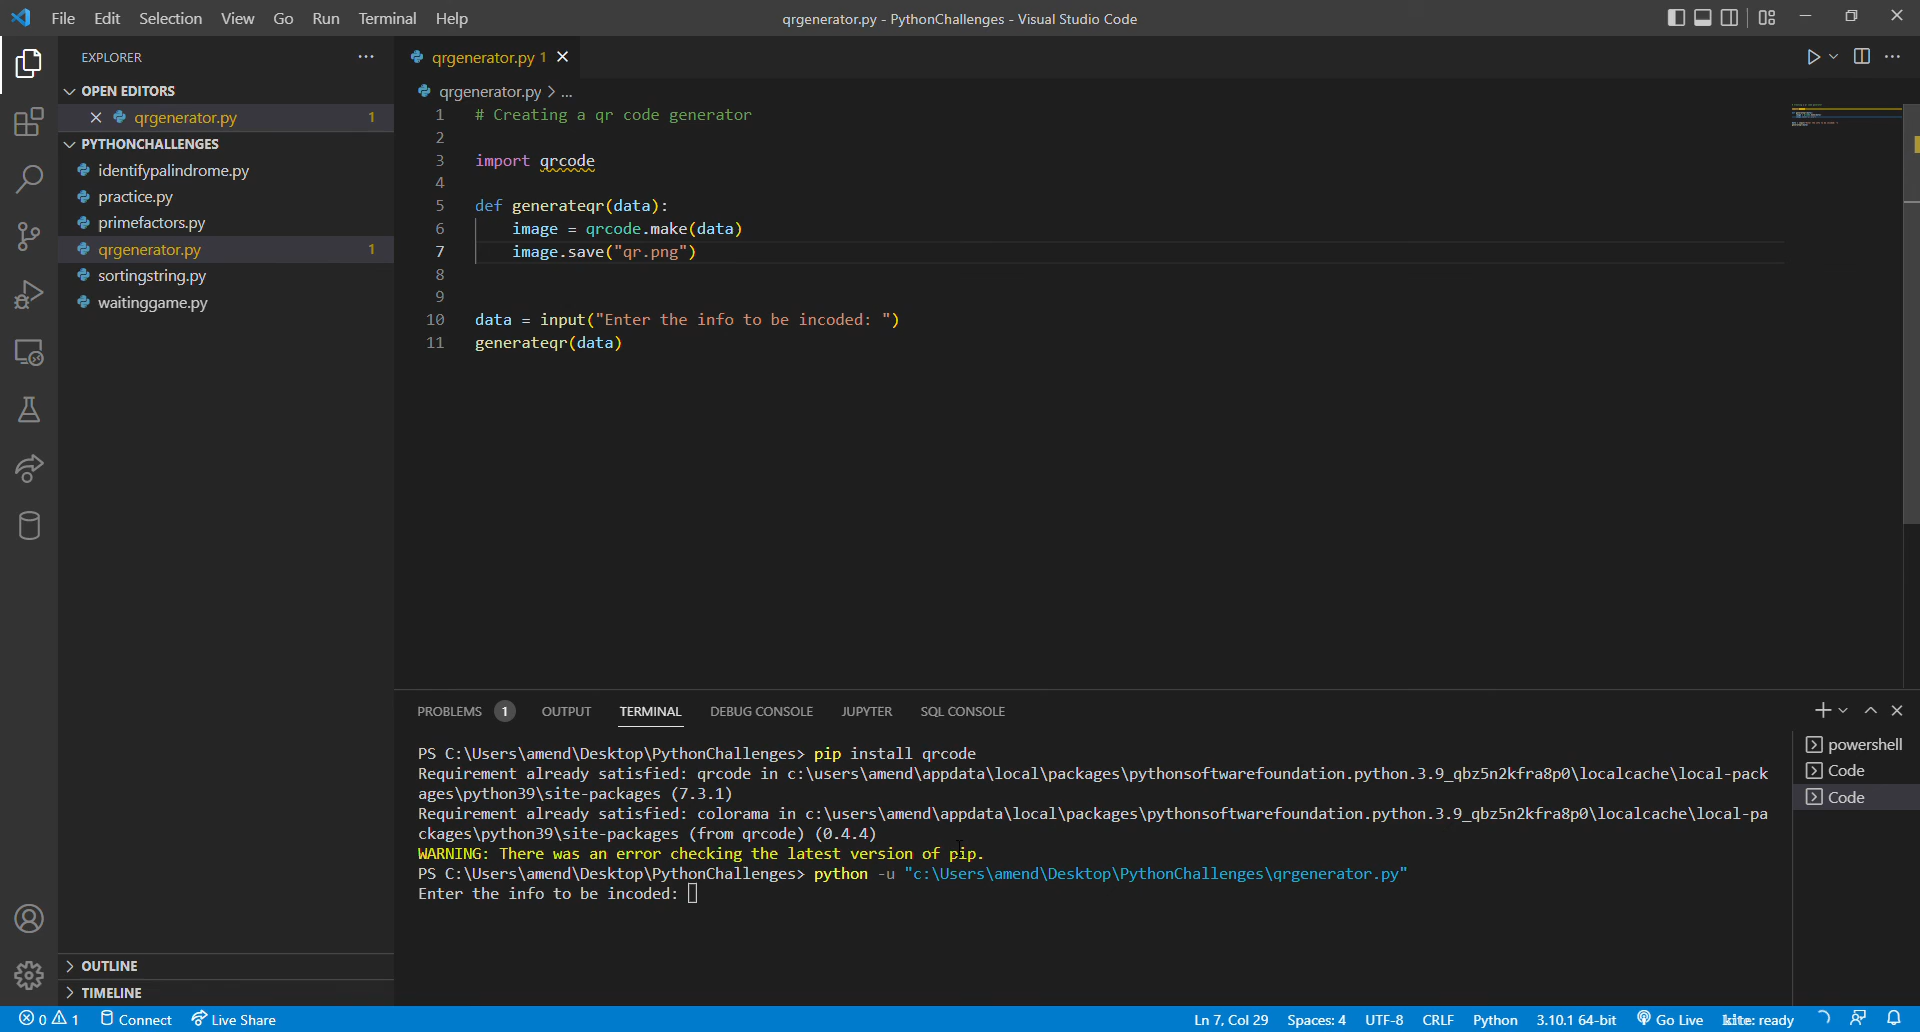 File Edit Selection View Go Run Terminal Help
qrgenerator.py - PythonChallenges - Visual Studio Code
EXPLORER
OPEN EDITORS
qrgenerator.py 1
PYTHONCHALLENGES
identifypalindrome.py
practice.py
primefactors.py
qrgenerator.py 1
sortingstring.py
waitinggame.py
OUTLINE
TIMELINE
qrgenerator.py 1
qrgenerator.py > ...
1 # Creating a qr code generator
2
3 import qrcode
4
5 def generateqr(data):
6 image = qrcode.make(data)
7 image.save("qr.png")
8
9
10 data = input("Enter the info to be incoded: ")
11 generateqr(data)
PROBLEMS 1 OUTPUT TERMINAL DEBUG CONSOLE JUPYTER SQL CONSOLE
PS C:\Users\amend\Desktop\PythonChallenges> pip install qrcode
Requirement already satisfied: qrcode in c:\users\amend\appdata\local\packages\pythonsoftwarefoundation.python.3.9_qbz5n2kfra8p0\localcache\local-pack
ages\python39\site-packages (7.3.1)
Requirement already satisfied: colorama in c:\users\amend\appdata\local\packages\pythonsoftwarefoundation.python.3.9_qbz5n2kfra8p0\localcache\local-pa
ckages\python39\site-packages (from qrcode) (0.4.4)
WARNING: There was an error checking the latest version of pip.
PS C:\Users\amend\Desktop\PythonChallenges> python -u "c:\Users\amend\Desktop\PythonChallenges\qrgenerator.py"
Enter the info to be incoded:
powershell
Code
Code
0 1 Connect Live Share
Ln 7, Col 29 Spaces: 4 UTF-8 CRLF Python 3.10.1 64-bit Go Live kite: ready